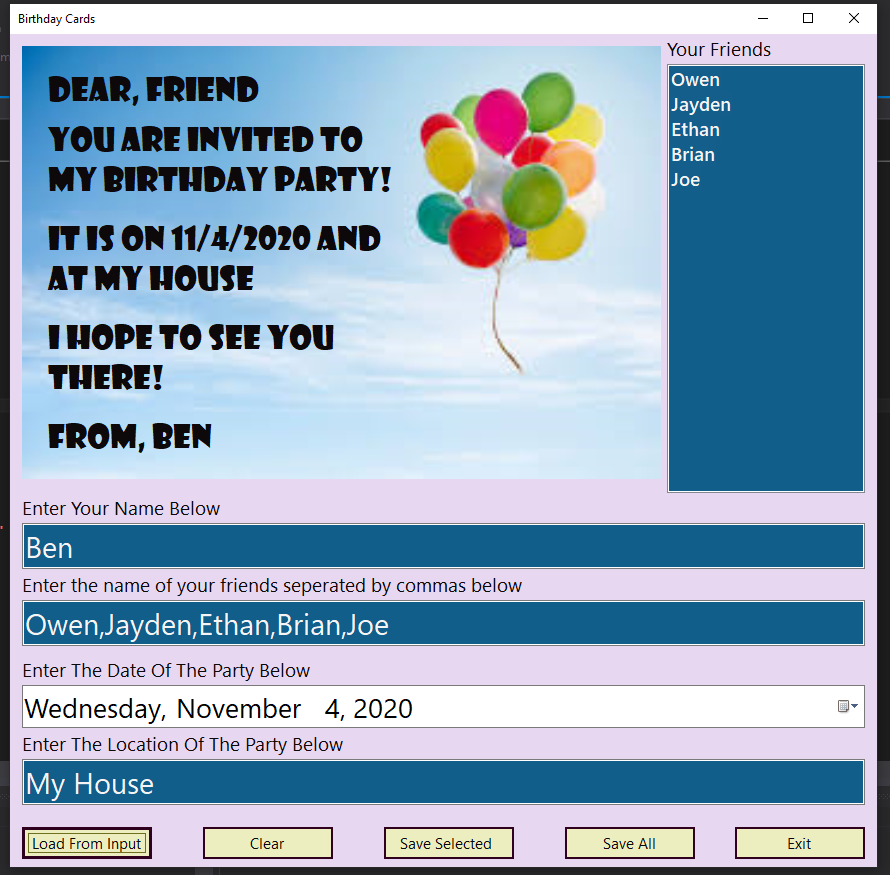 Birthday Cards
DEAR, FRIEND
YOU ARE INVITED TO
MY BIRTHDAY PARTY!
IT IS ON 11/4/2020 AND
AT MY HOUSE
I HOPE TO SEE YOU
THERE!
FROM, BEN
Your Friends
Owen
Jayden
Ethan
Brian
Joe
Enter Your Name Below
Ben
Enter the name of your friends seperated by commas below
Owen,Jayden,Ethan,Brian,Joe
Enter The Date Of The Party Below
Wednesday, November 4, 2020
Enter The Location Of The Party Below
My House
Load From Input Clear Save Selected Save All Exit